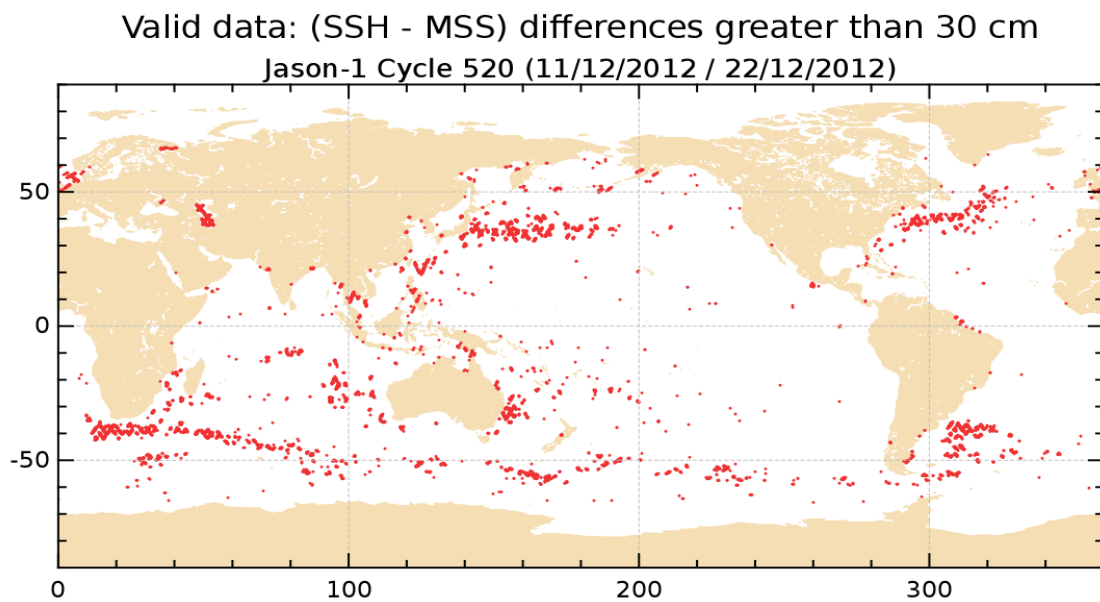 Valid data: (SSH - MSS) differences greater than 30 cm
Jason-1 Cycle 520 (11/12/2012 / 22/12/2012)
50
0
-50
0 100 200 300